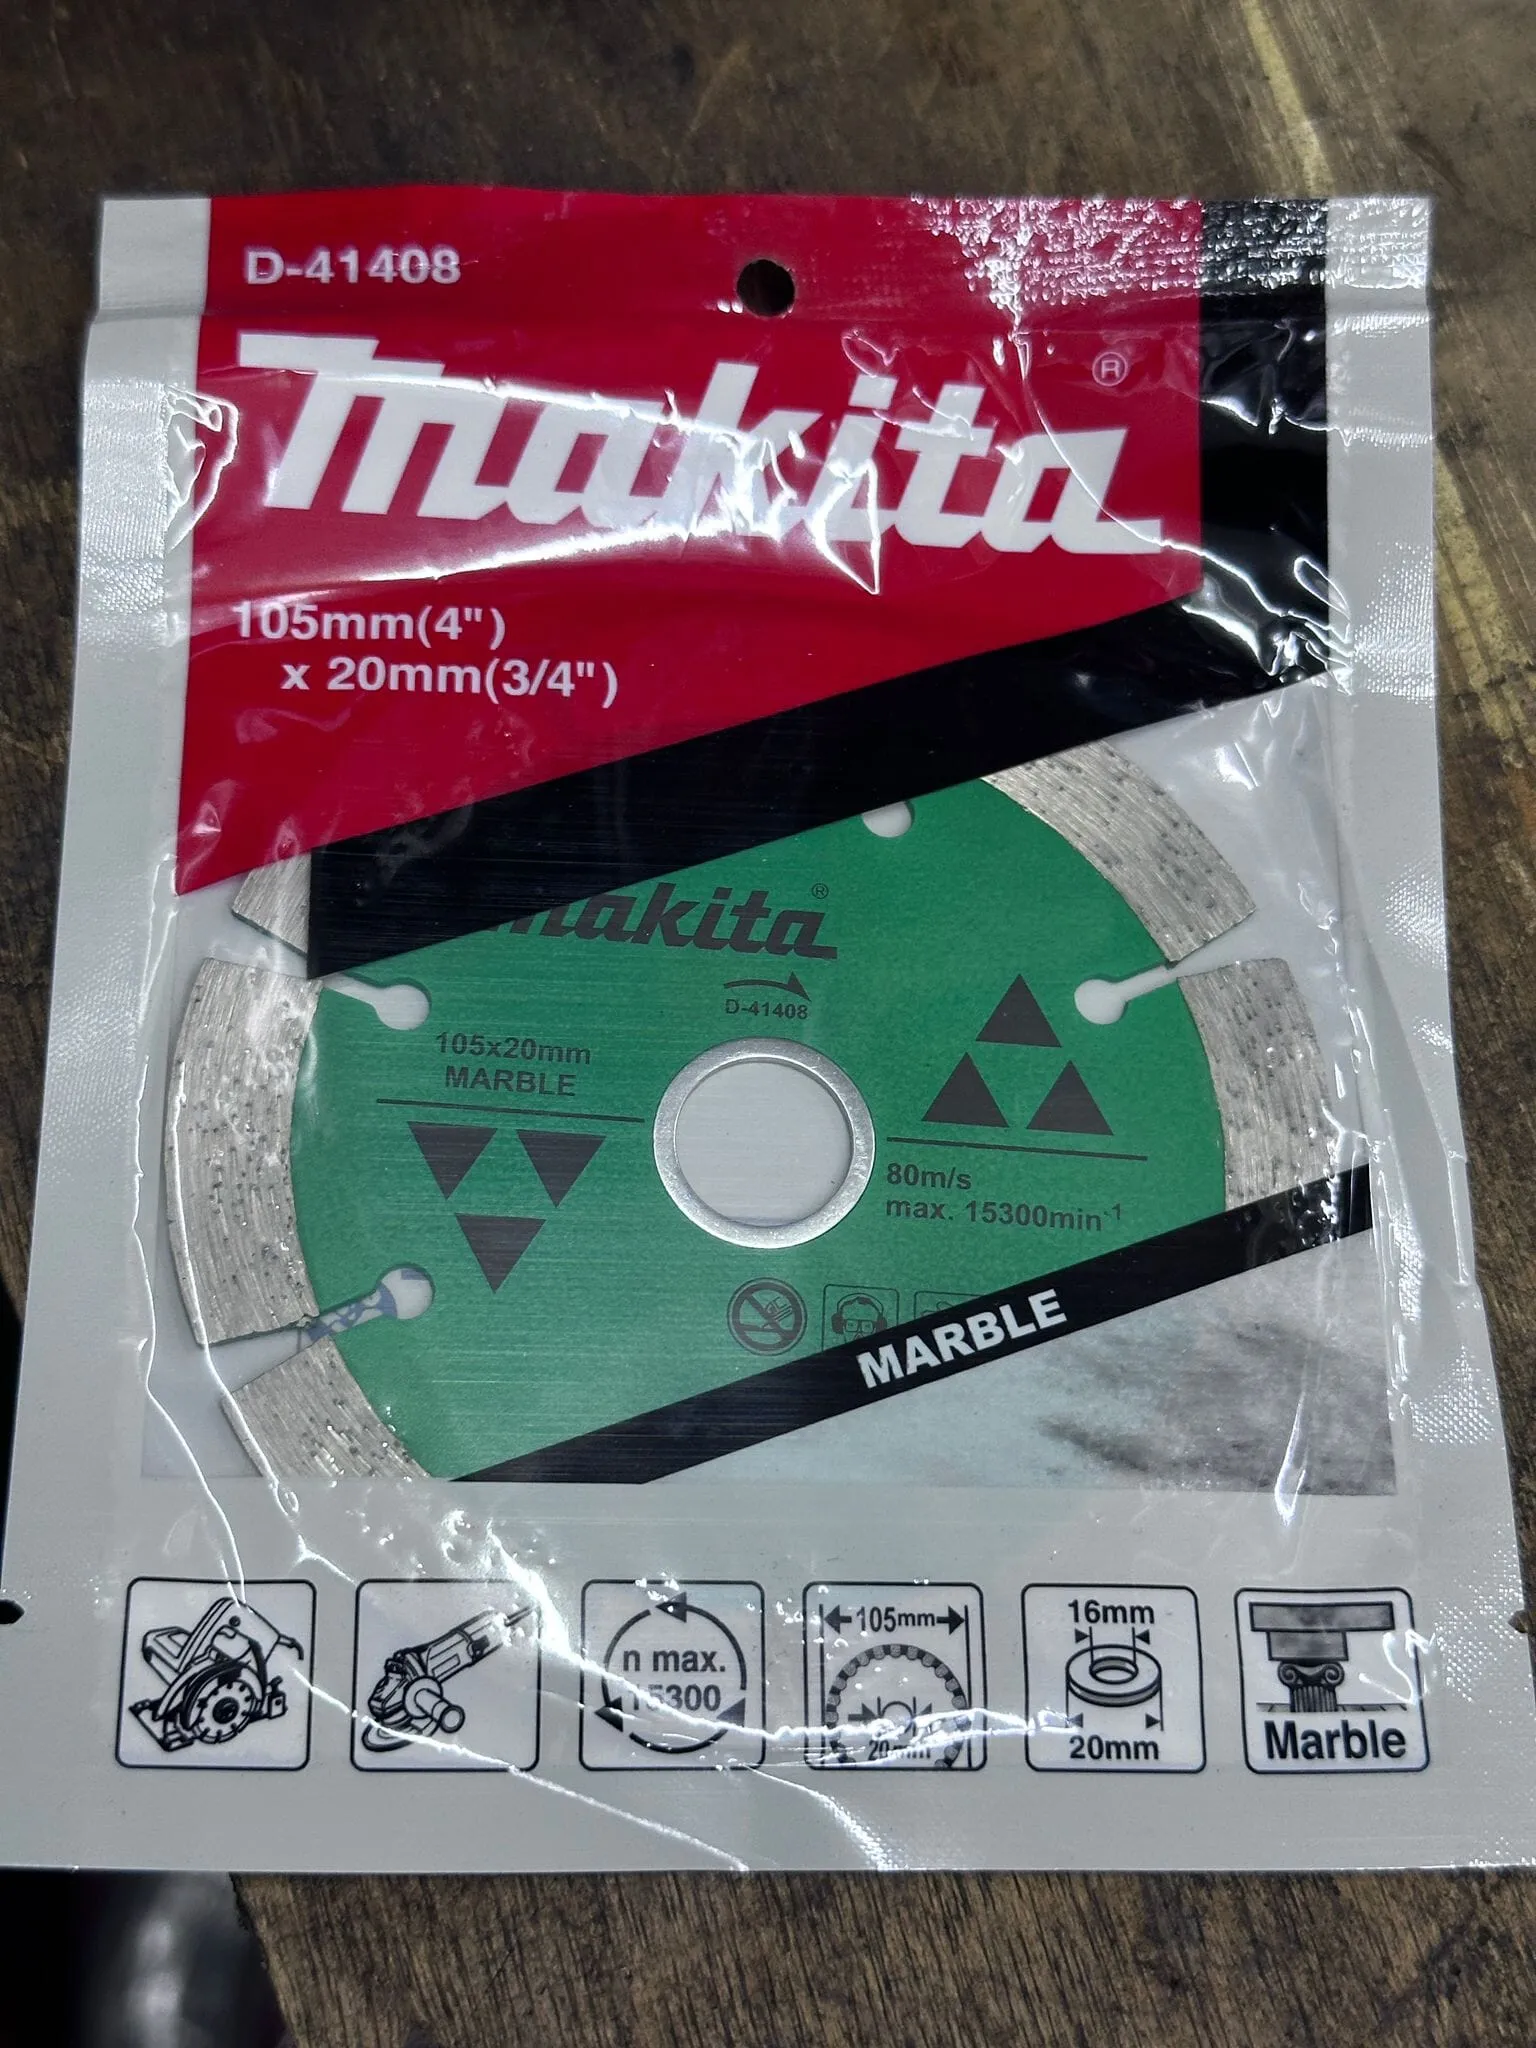 D-41408
makita®
105mm(4")
x 20mm(3/4")
makita®
D-41408
105x20mm
MARBLE
80m/s
max. 15300min-1
MARBLE
n max.
15300
105mm
20mm
16mm
20mm
Marble